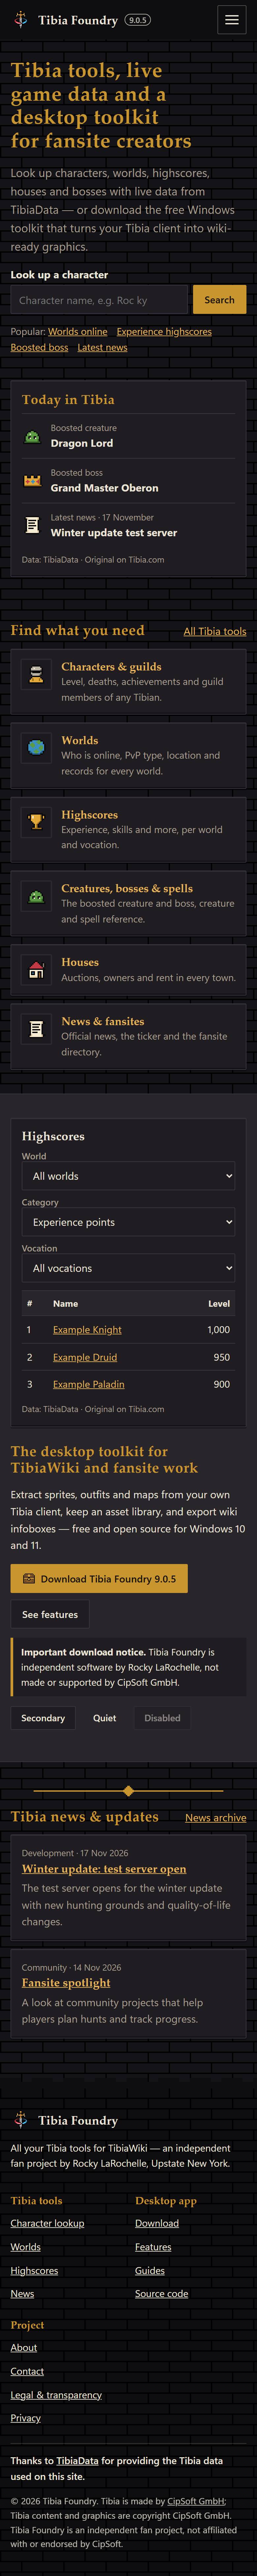 Tibia Foundry 9.0.5
Tibia tools, live
game data and a
desktop toolkit
for fansite creators
Look up characters, worlds, highscores,
houses and bosses with live data from
TibiaData — or download the free Windows
toolkit that turns your Tibia client into wiki-
ready graphics.
Look up a character
Character name, e.g. Roc ky
Search
Popular: Worlds online Experience highscores
Boosted boss Latest news
Today in Tibia
Boosted creature
Dragon Lord
Boosted boss
Grand Master Oberon
Latest news · 17 November
Winter update test server
Data: TibiaData · Original on Tibia.com
Find what you need
All Tibia tools
Characters & guilds
Level, deaths, achievements and guild
members of any Tibian.
Worlds
Who is online, PvP type, location and
records for every world.
Highscores
Experience, skills and more, per world
and vocation.
Creatures, bosses & spells
The boosted creature and boss, creature
and spell reference.
Houses
Auctions, owners and rent in every town.
News & fansites
Official news, the ticker and the fansite
directory.
Highscores
World
All worlds
Category
Experience points
Vocation
All vocations
# Name Level
1 Example Knight 1,000
2 Example Druid 950
3 Example Paladin 900
Data: TibiaData · Original on Tibia.com
The desktop toolkit for
TibiaWiki and fansite work
Extract sprites, outfits and maps from your own
Tibia client, keep an asset library, and export wiki
infoboxes — free and open source for Windows 10
and 11.
Download Tibia Foundry 9.0.5
See features
Important download notice. Tibia Foundry is
independent software by Rocky LaRochelle, not
made or supported by CipSoft GmbH.
Secondary Quiet Disabled
Tibia news & updates
News archive
Development · 17 Nov 2026
Winter update: test server open
The test server opens for the winter update
with new hunting grounds and quality-of-life
changes.
Community · 14 Nov 2026
Fansite spotlight
A look at community projects that help
players plan hunts and track progress.
Tibia Foundry
All your Tibia tools for TibiaWiki — an independent
fan project by Rocky LaRochelle, Upstate New York.
Tibia tools
Character lookup
Worlds
Highscores
News
Desktop app
Download
Features
Guides
Source code
Project
About
Contact
Legal & transparency
Privacy
Thanks to TibiaData for providing the Tibia data
used on this site.
© 2026 Tibia Foundry. Tibia is made by CipSoft GmbH;
Tibia content and graphics are copyright CipSoft GmbH.
Tibia Foundry is an independent fan project, not affiliated
with or endorsed by CipSoft.